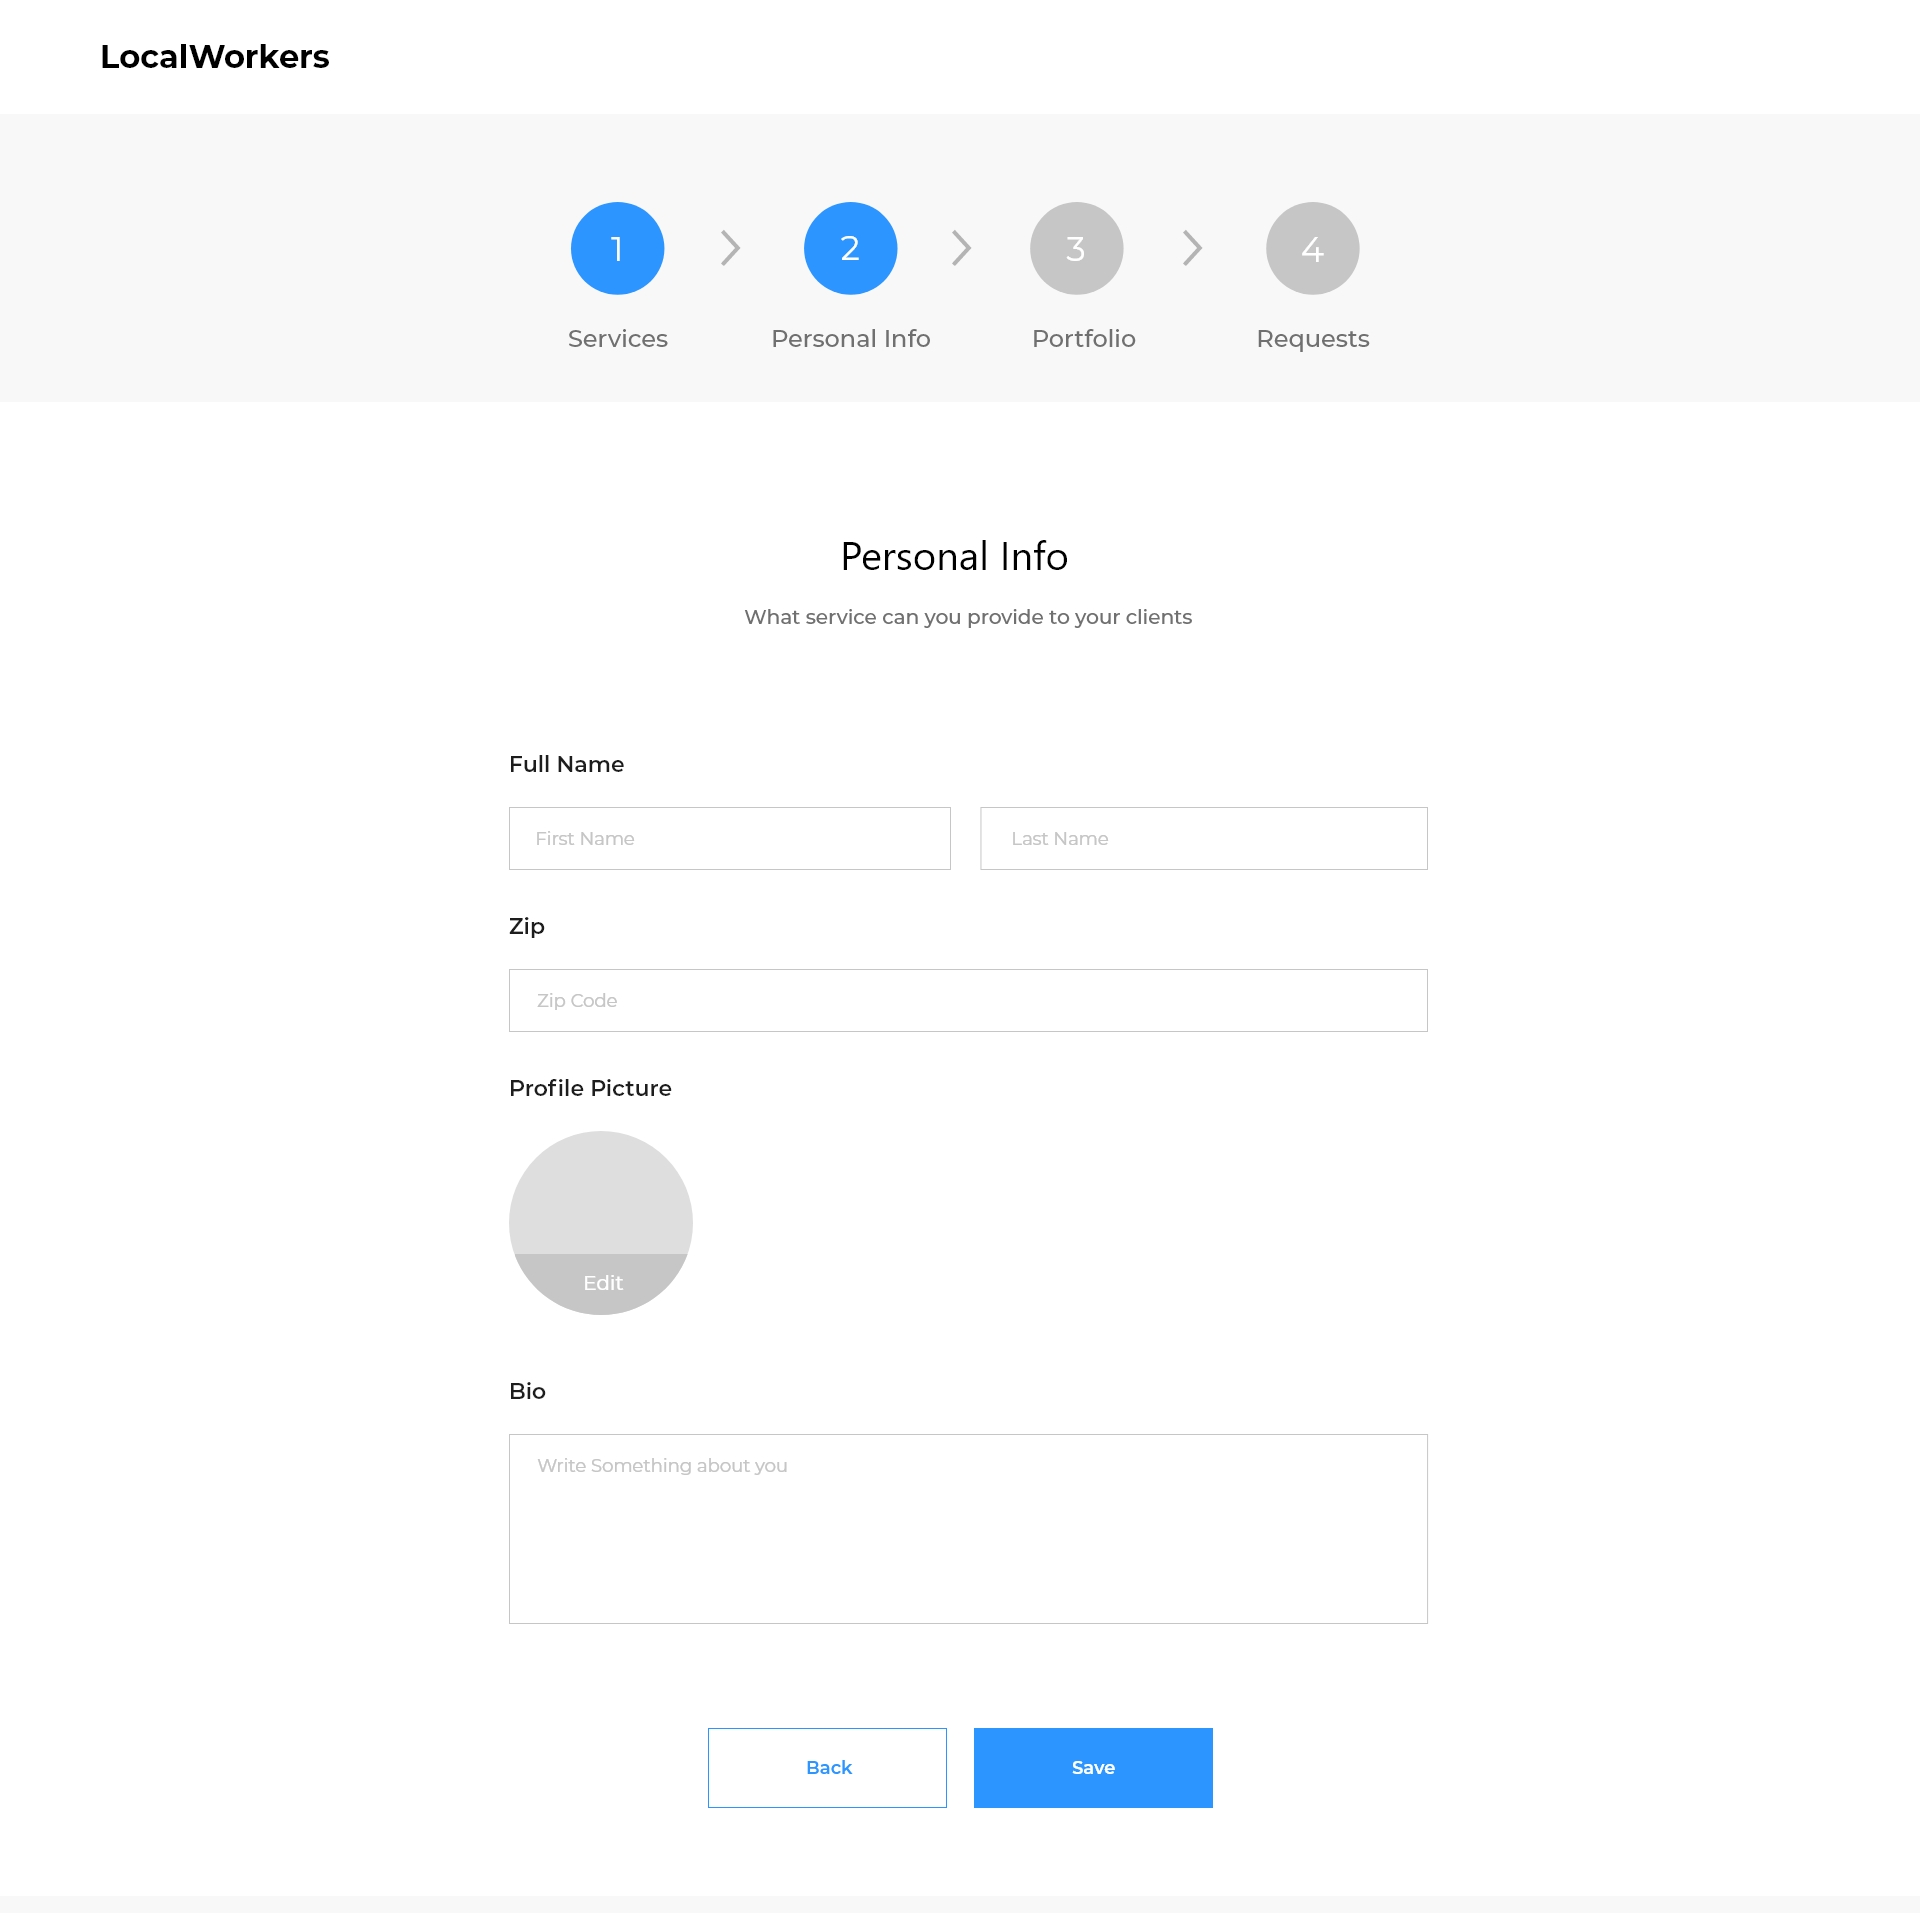 LocalWorkers
1 2 3 4
Services Personal Info Portfolio Requests
Personal Info
What service can you provide to your clients
Full Name
First Name Last Name
Zip
Zip Code
Profile Picture
Edit
Bio
Write Something about you
Back Save